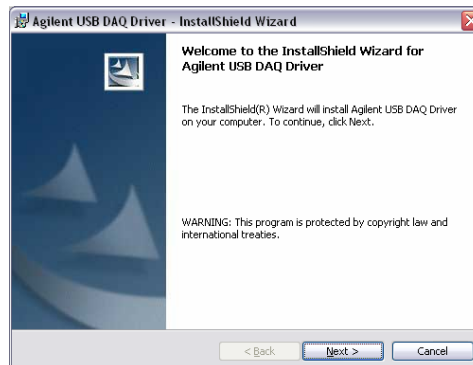 Agilent USB DAQ Driver - InstallShield Wizard
Welcome to the InstallShield Wizard for
Agilent USB DAQ Driver
The InstallShield(R) Wizard will install Agilent USB DAQ Driver
on your computer. To continue, click Next.
WARNING: This program is protected by copyright law and
international treaties.
< Back
Next >
Cancel